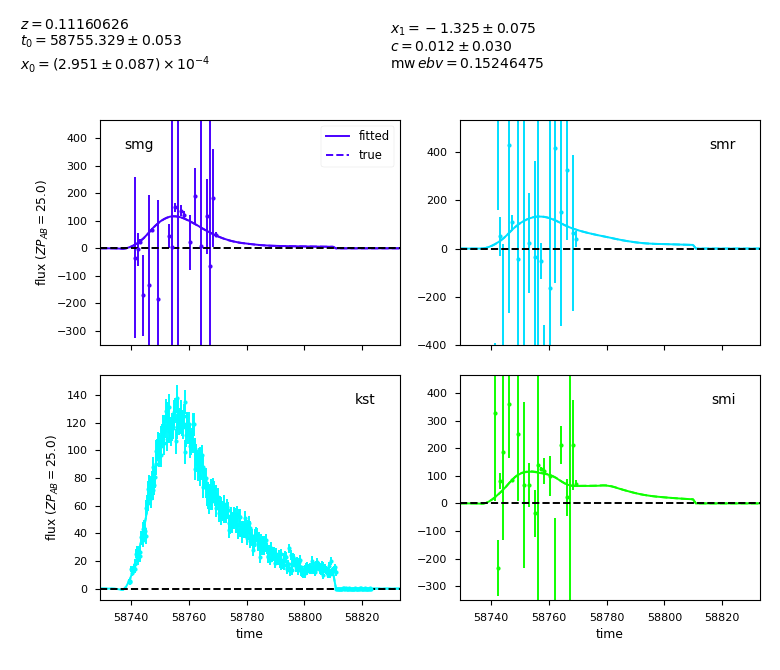 z = 0.11160626
t₀ = 58755.329 ± 0.053
x₀ = (2.951 ± 0.087) × 10⁻⁴
x₁ = −1.325 ± 0.075
c = 0.012 ± 0.030
mw ebv = 0.15246475
smg
fitted
true
flux (ZP_AB = 25.0)
400
300
200
100
0
−100
−200
−300
smr
400
200
0
−200
−400
kst
flux (ZP_AB = 25.0)
140
120
100
80
60
40
20
0
58740 58760 58780 58800 58820
time
smi
400
300
200
100
0
−100
−200
−300
58740 58760 58780 58800 58820
time